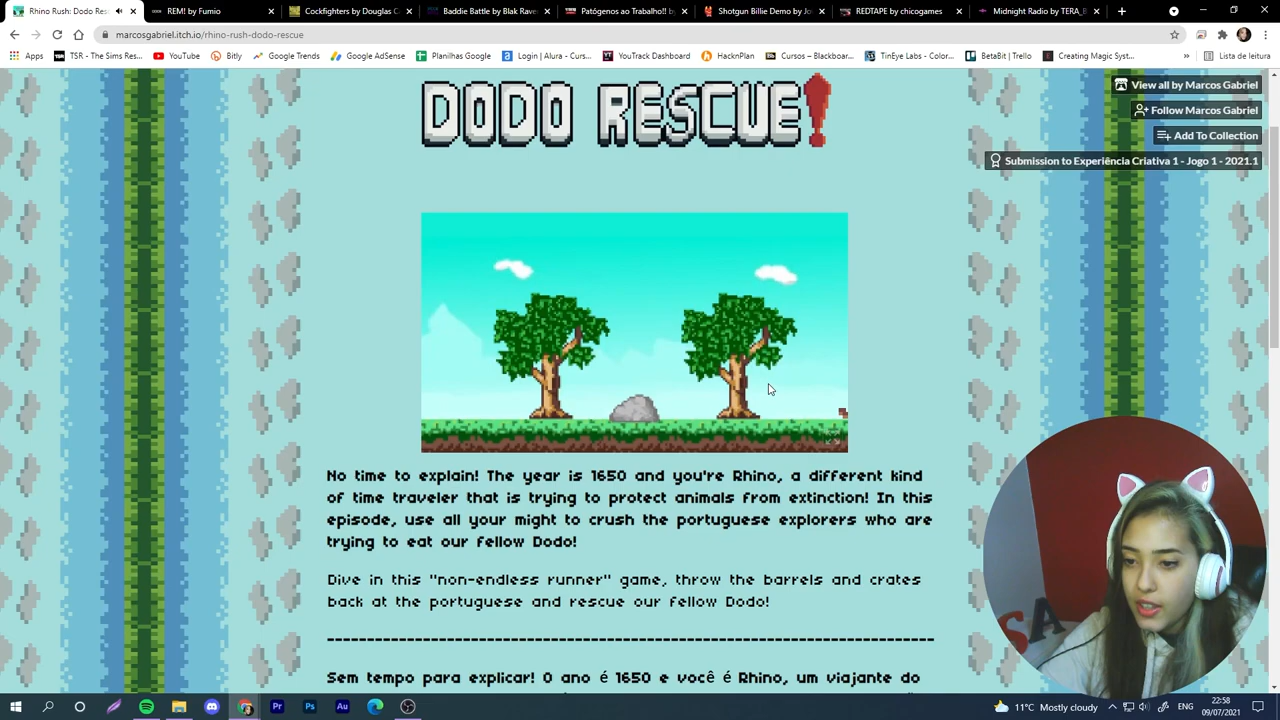 Rhino Rush: Dodo Resc
REM! by Fumio
Cockfighters by Douglas C
Baddie Battle by Blak Raven
Patógenos ao Trabalho!! by
Shotgun Billie Demo by Jo
REDTAPE by chicogames
Midnight Radio by TERA_B
marcosgabriel.itch.io/rhino-rush-dodo-rescue
Apps
TSR - The Sims Res...
YouTube
Bitly
Google Trends
Google AdSense
Planilhas Google
Login | Alura - Curs...
YouTrack Dashboard
HacknPlan
Cursos – Blackboar...
TinEye Labs - Color...
BetaBit | Trello
Creating Magic Sys...
Lista de leitura
DODO RESCUE!
View all by Marcos Gabriel
Follow Marcos Gabriel
Add To Collection
Submission to Experiência Criativa 1 - Jogo 1 - 2021.1
No time to explain! The year is 1650 and you're Rhino, a different kind
of time traveler that is trying to protect animals from extinction! In this
episode, use all your might to crush the portuguese explorers who are
trying to eat our fellow Dodo!
Dive in this "non-endless runner" game, throw the barrels and crates
back at the portuguese and rescue our fellow Dodo!
--------------------------------------------------------------------------------
Sem tempo para explicar! O ano é 1650 e você é Rhino, um viajante do
11°C Mostly cloudy
ENG
22:58
09/07/2021